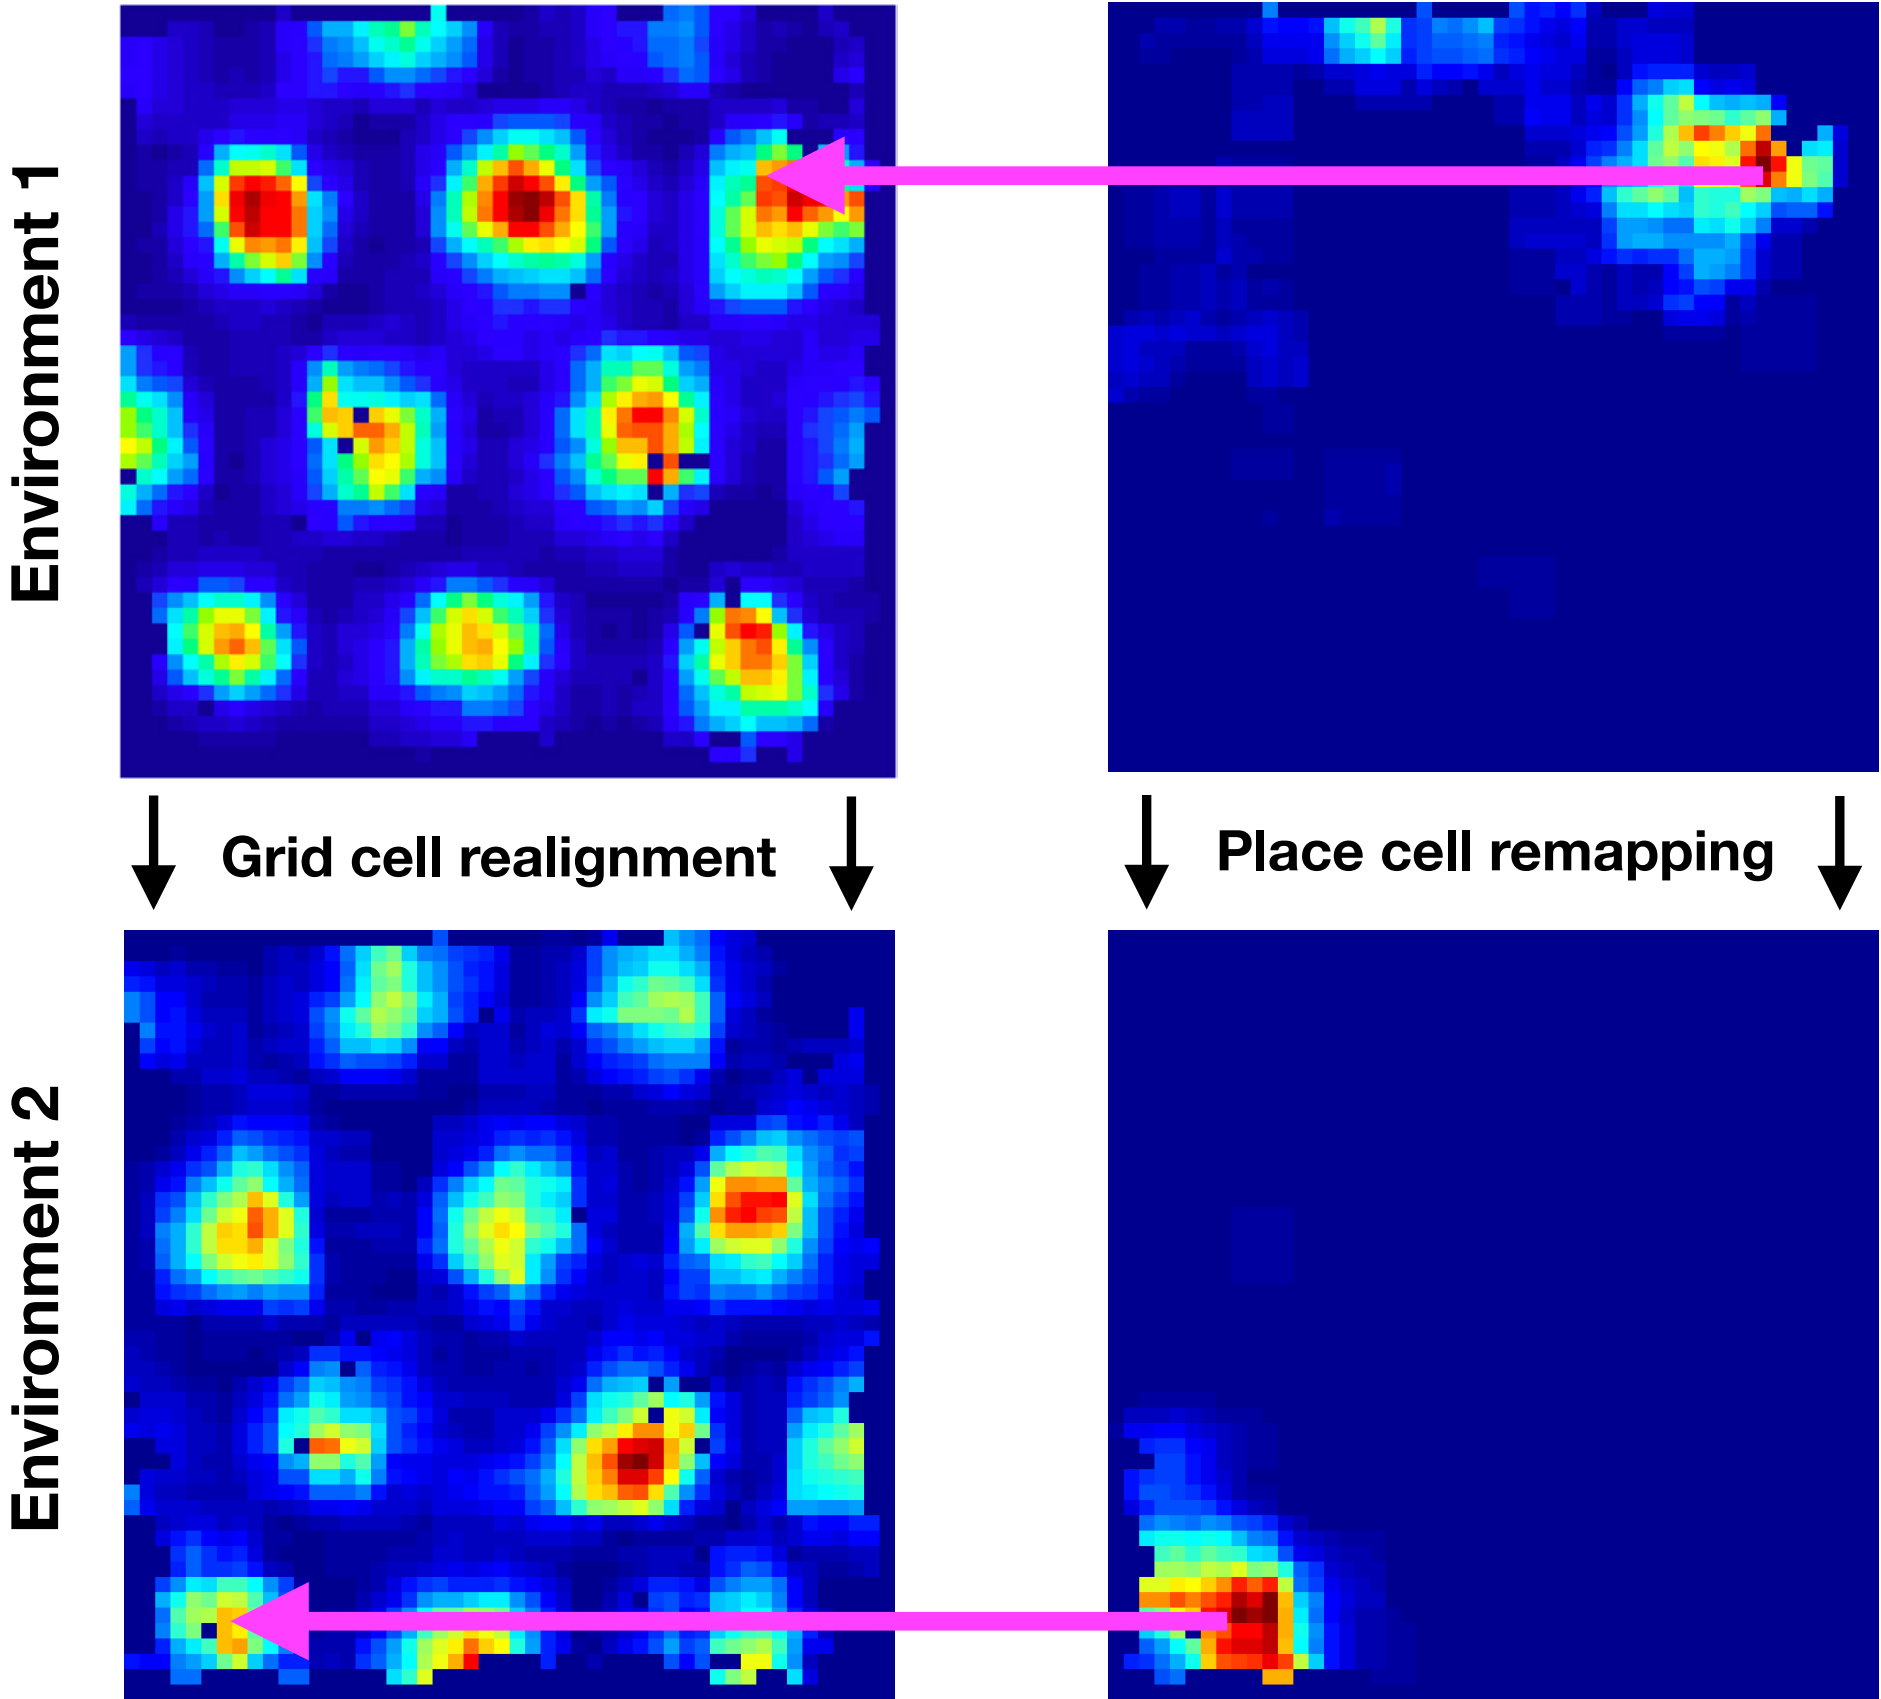 Environment 1
Grid cell realignment
Place cell remapping
Environment 2